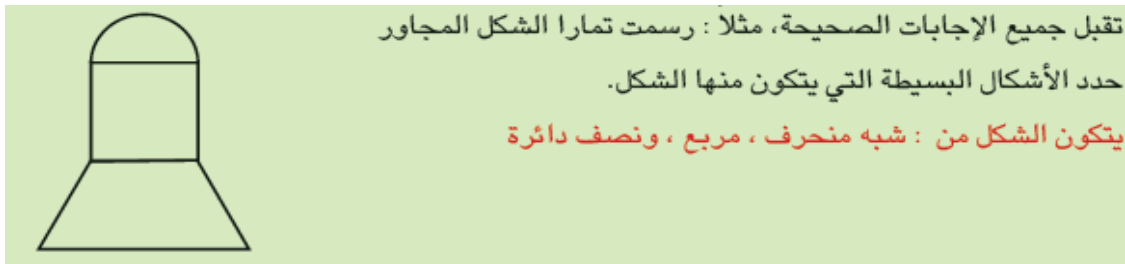 تقبل جميع الإجابات الصحيحة، مثلاً : رسمت تمارا الشكل المجاور
حدد الأشكال البسيطة التي يتكون منها الشكل.
يتكون الشكل من : شبه منحرف ، مربع ، ونصف دائرة